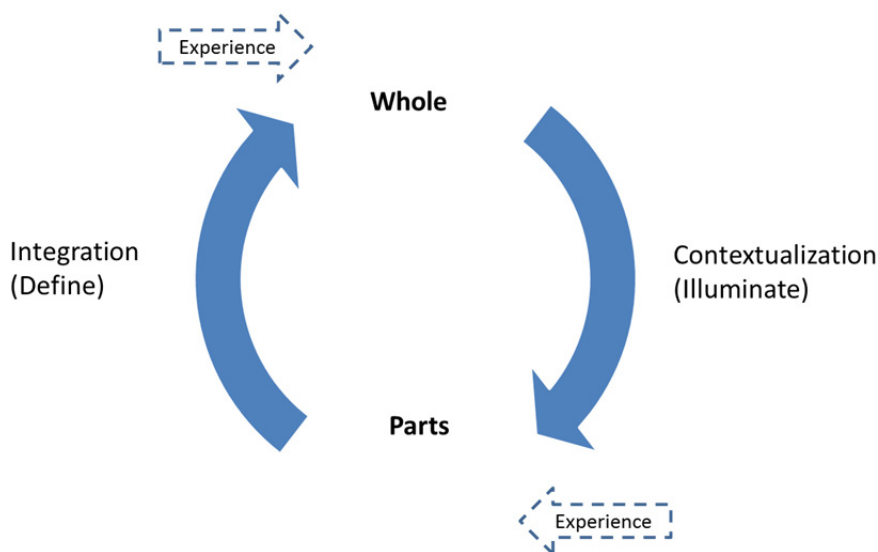 Experience
Whole
Integration
(Define)
Contextualization
(Illuminate)
Parts
Experience